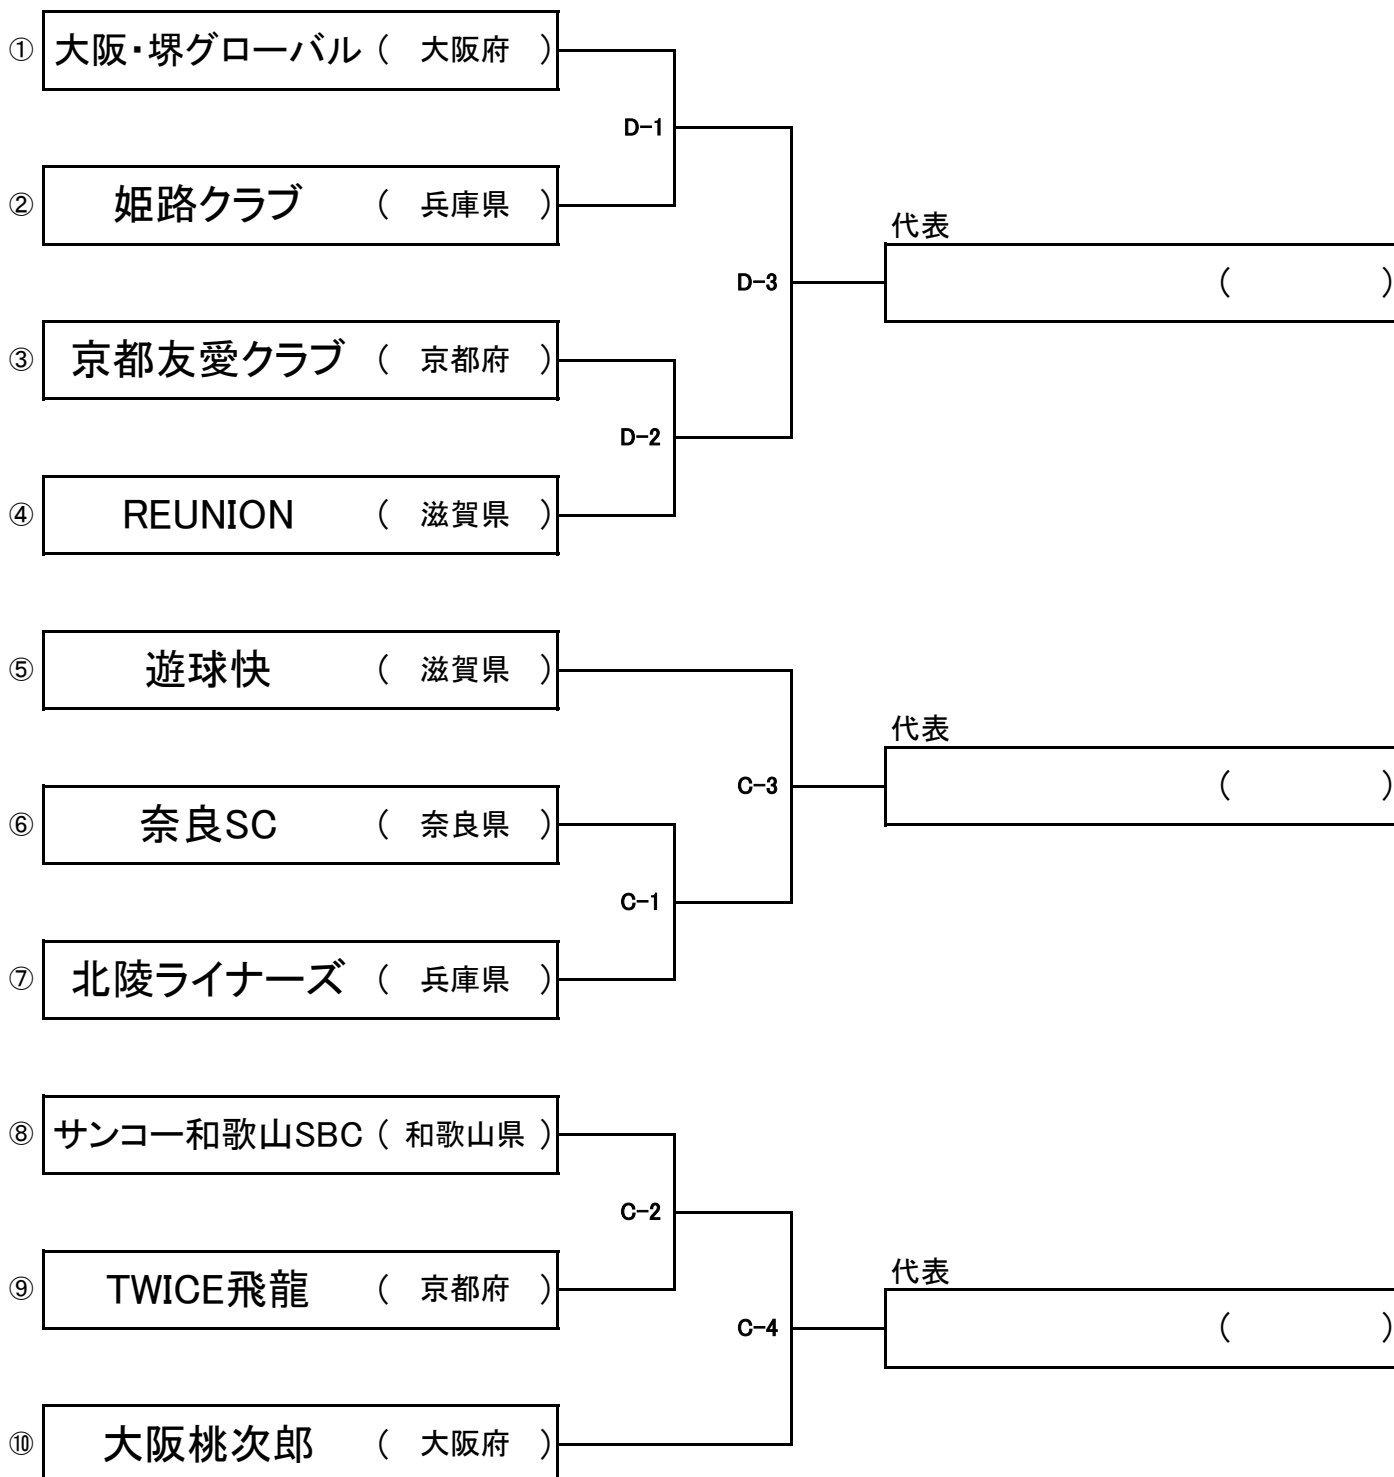 ① 大阪・堺グローバル ( 大阪府 )
D-1
② 姫路クラブ ( 兵庫県 )
代表
D-3 ( )
③ 京都友愛クラブ ( 京都府 )
D-2
④ REUNION ( 滋賀県 )
⑤ 遊球快 ( 滋賀県 )
代表
C-3 ( )
⑥ 奈良SC ( 奈良県 )
C-1
⑦ 北陵ライナーズ ( 兵庫県 )
⑧ サンコー和歌山SBC ( 和歌山県 )
C-2
⑨ TWICE飛龍 ( 京都府 )
代表
C-4 ( )
⑩ 大阪桃次郎 ( 大阪府 )